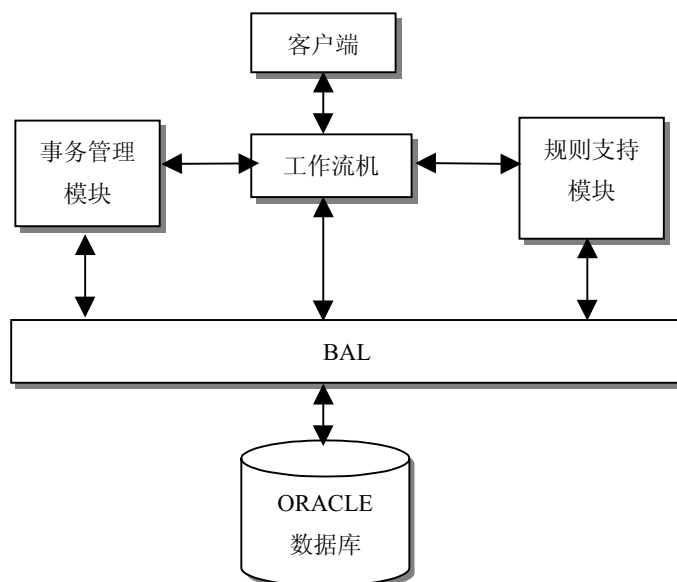 客户端
事务管理
模块
工作流机
规则支持
模块
BAL
ORACLE
数据库